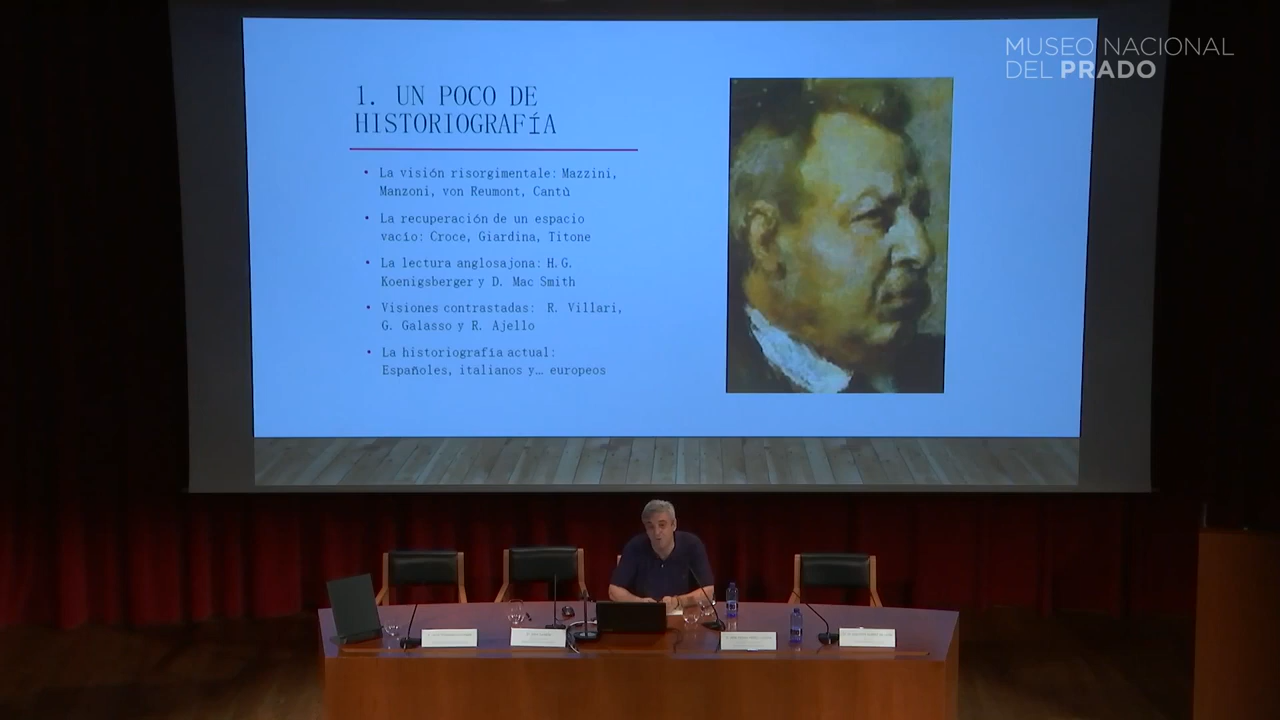 MUSEO NACIONAL
DEL PRADO
1. UN POCO DE
HISTORIOGRAFÍA
• La visión risorgimentale: Mazzini,
Manzoni, von Reumont, Cantù
• La recuperación de un espacio
vacío: Croce, Giardina, Titone
• La lectura anglosajona: H.G.
Koenigsberger y D. Mac Smith
• Visiones contrastadas: R. Villari,
G. Galasso y R. Ajello
• La historiografía actual:
Españoles, italianos y… europeos